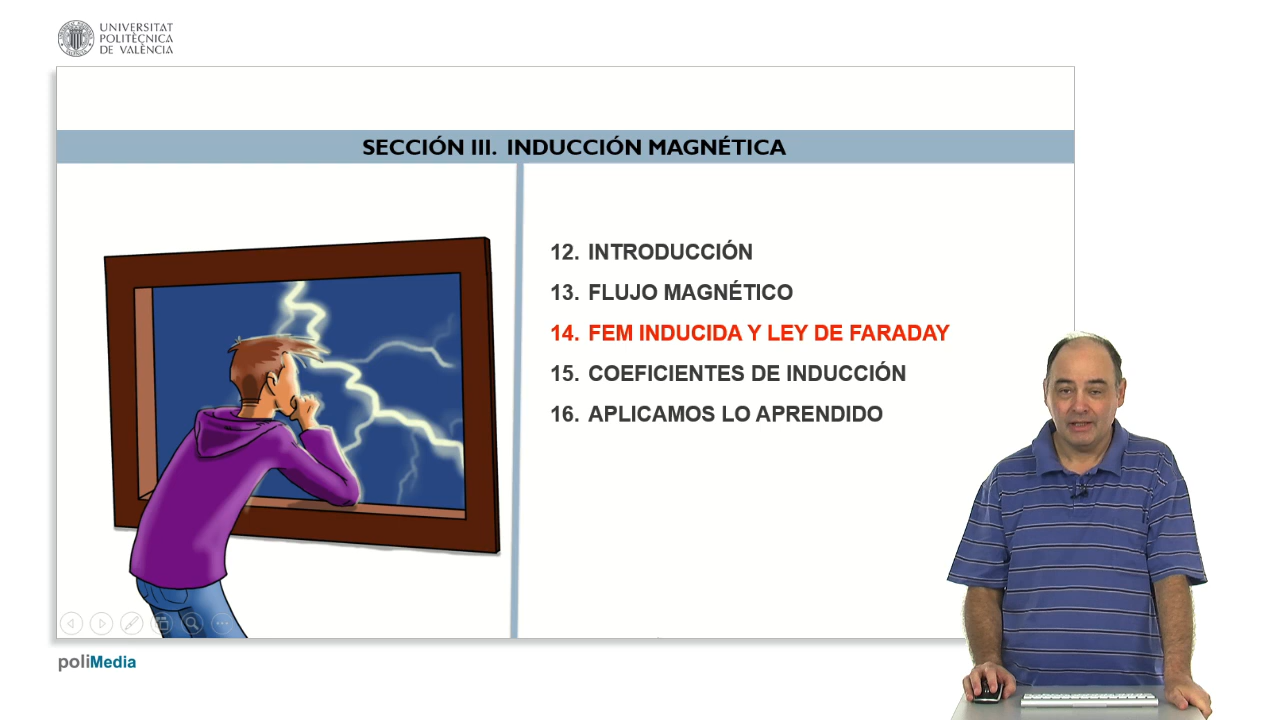 UNIVERSITAT
POLITÈCNICA
DE VALÈNCIA
SECCIÓN III. INDUCCIÓN MAGNÉTICA
12. INTRODUCCIÓN
13. FLUJO MAGNÉTICO
14. FEM INDUCIDA Y LEY DE FARADAY
15. COEFICIENTES DE INDUCCIÓN
16. APLICAMOS LO APRENDIDO
poliMedia